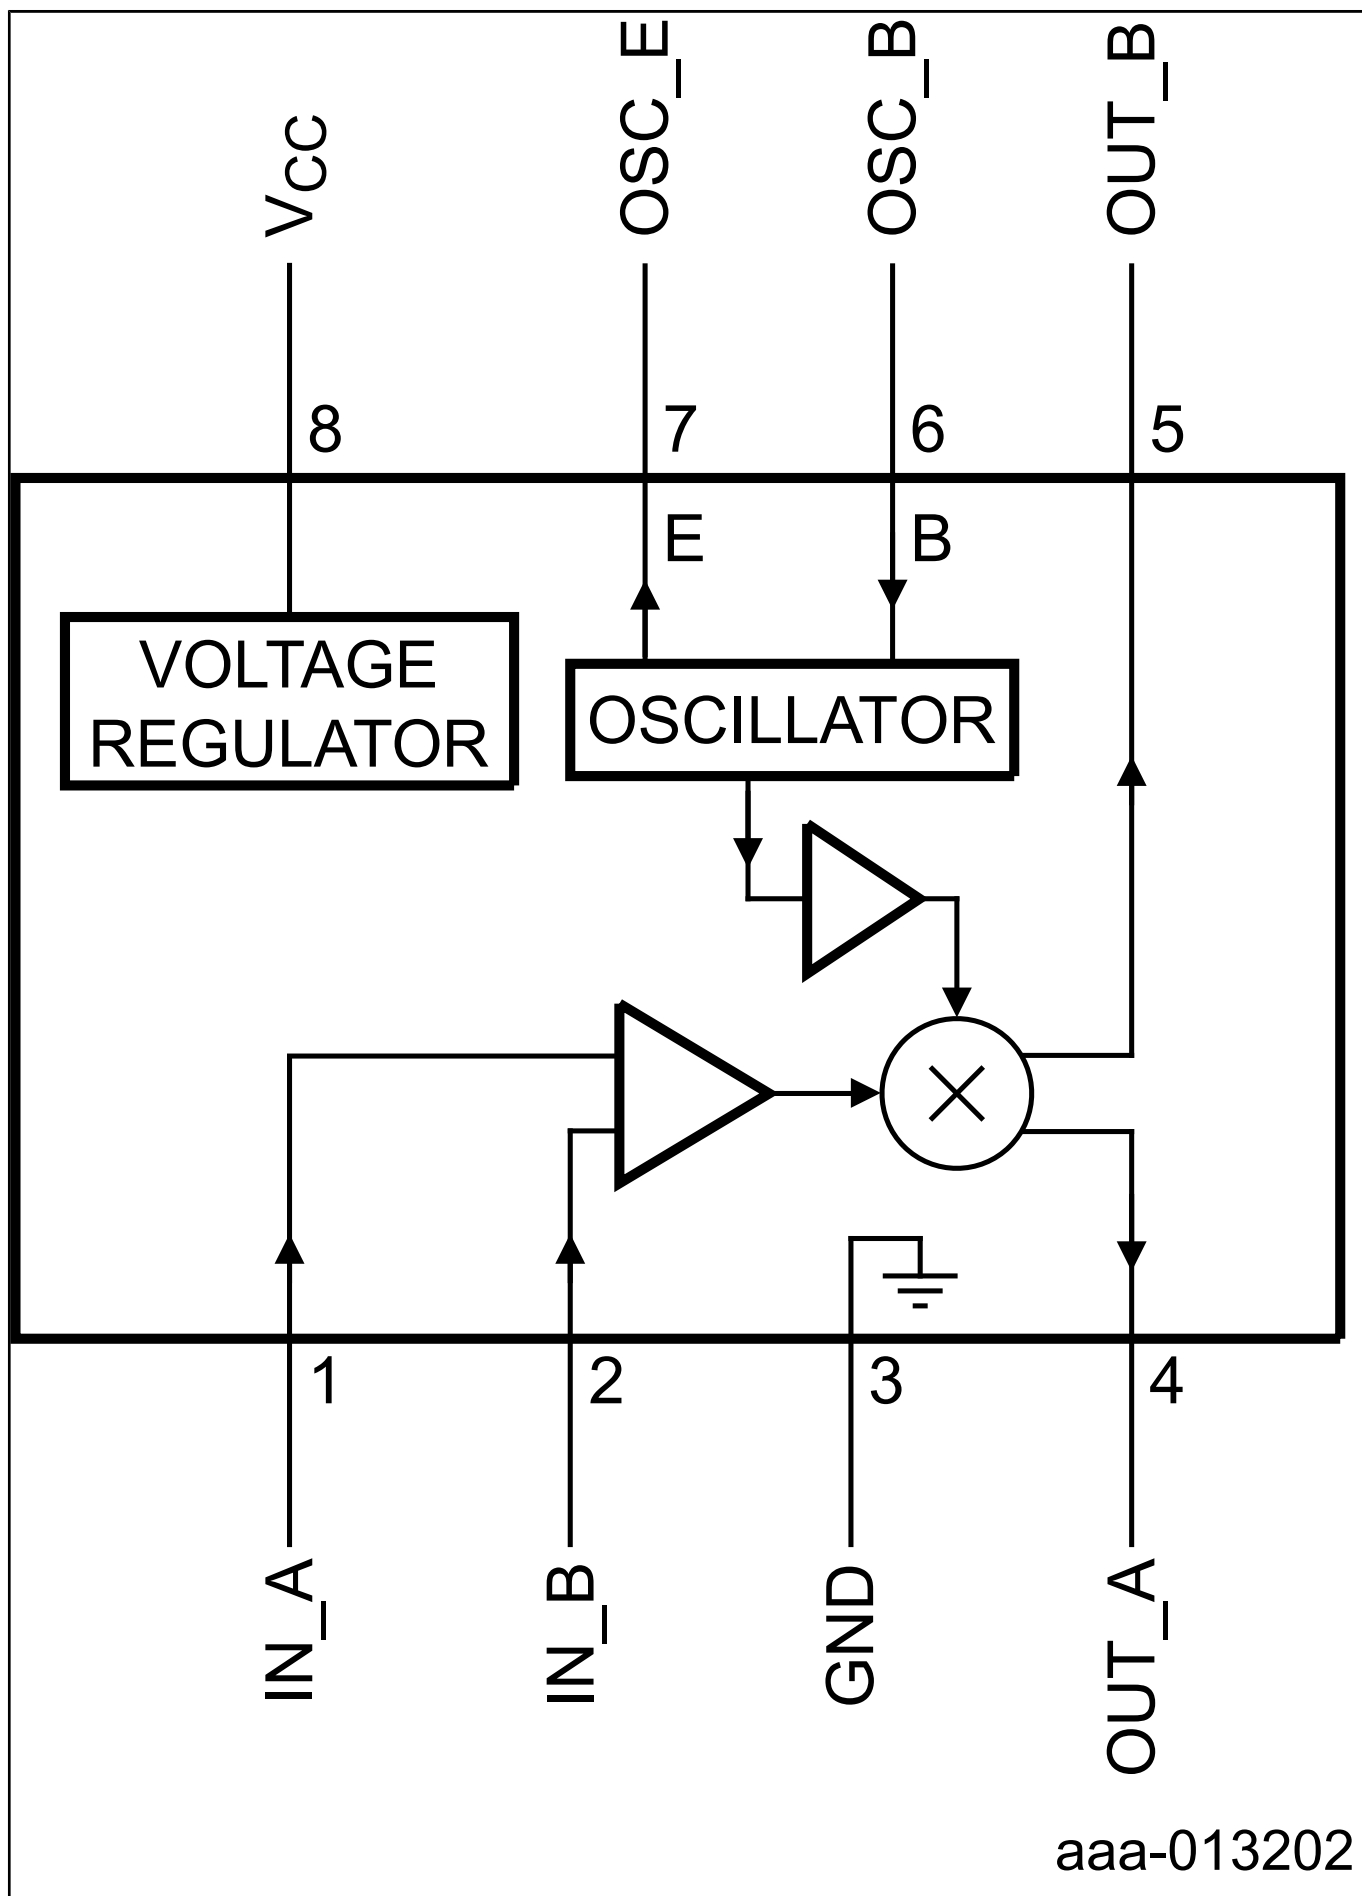 VCC
OSC_E
OSC_B
OUT_B
8
7
6
5
E
B
VOLTAGE
REGULATOR
OSCILLATOR
1
2
3
4
IN_A
IN_B
GND
OUT_A
aaa-013202